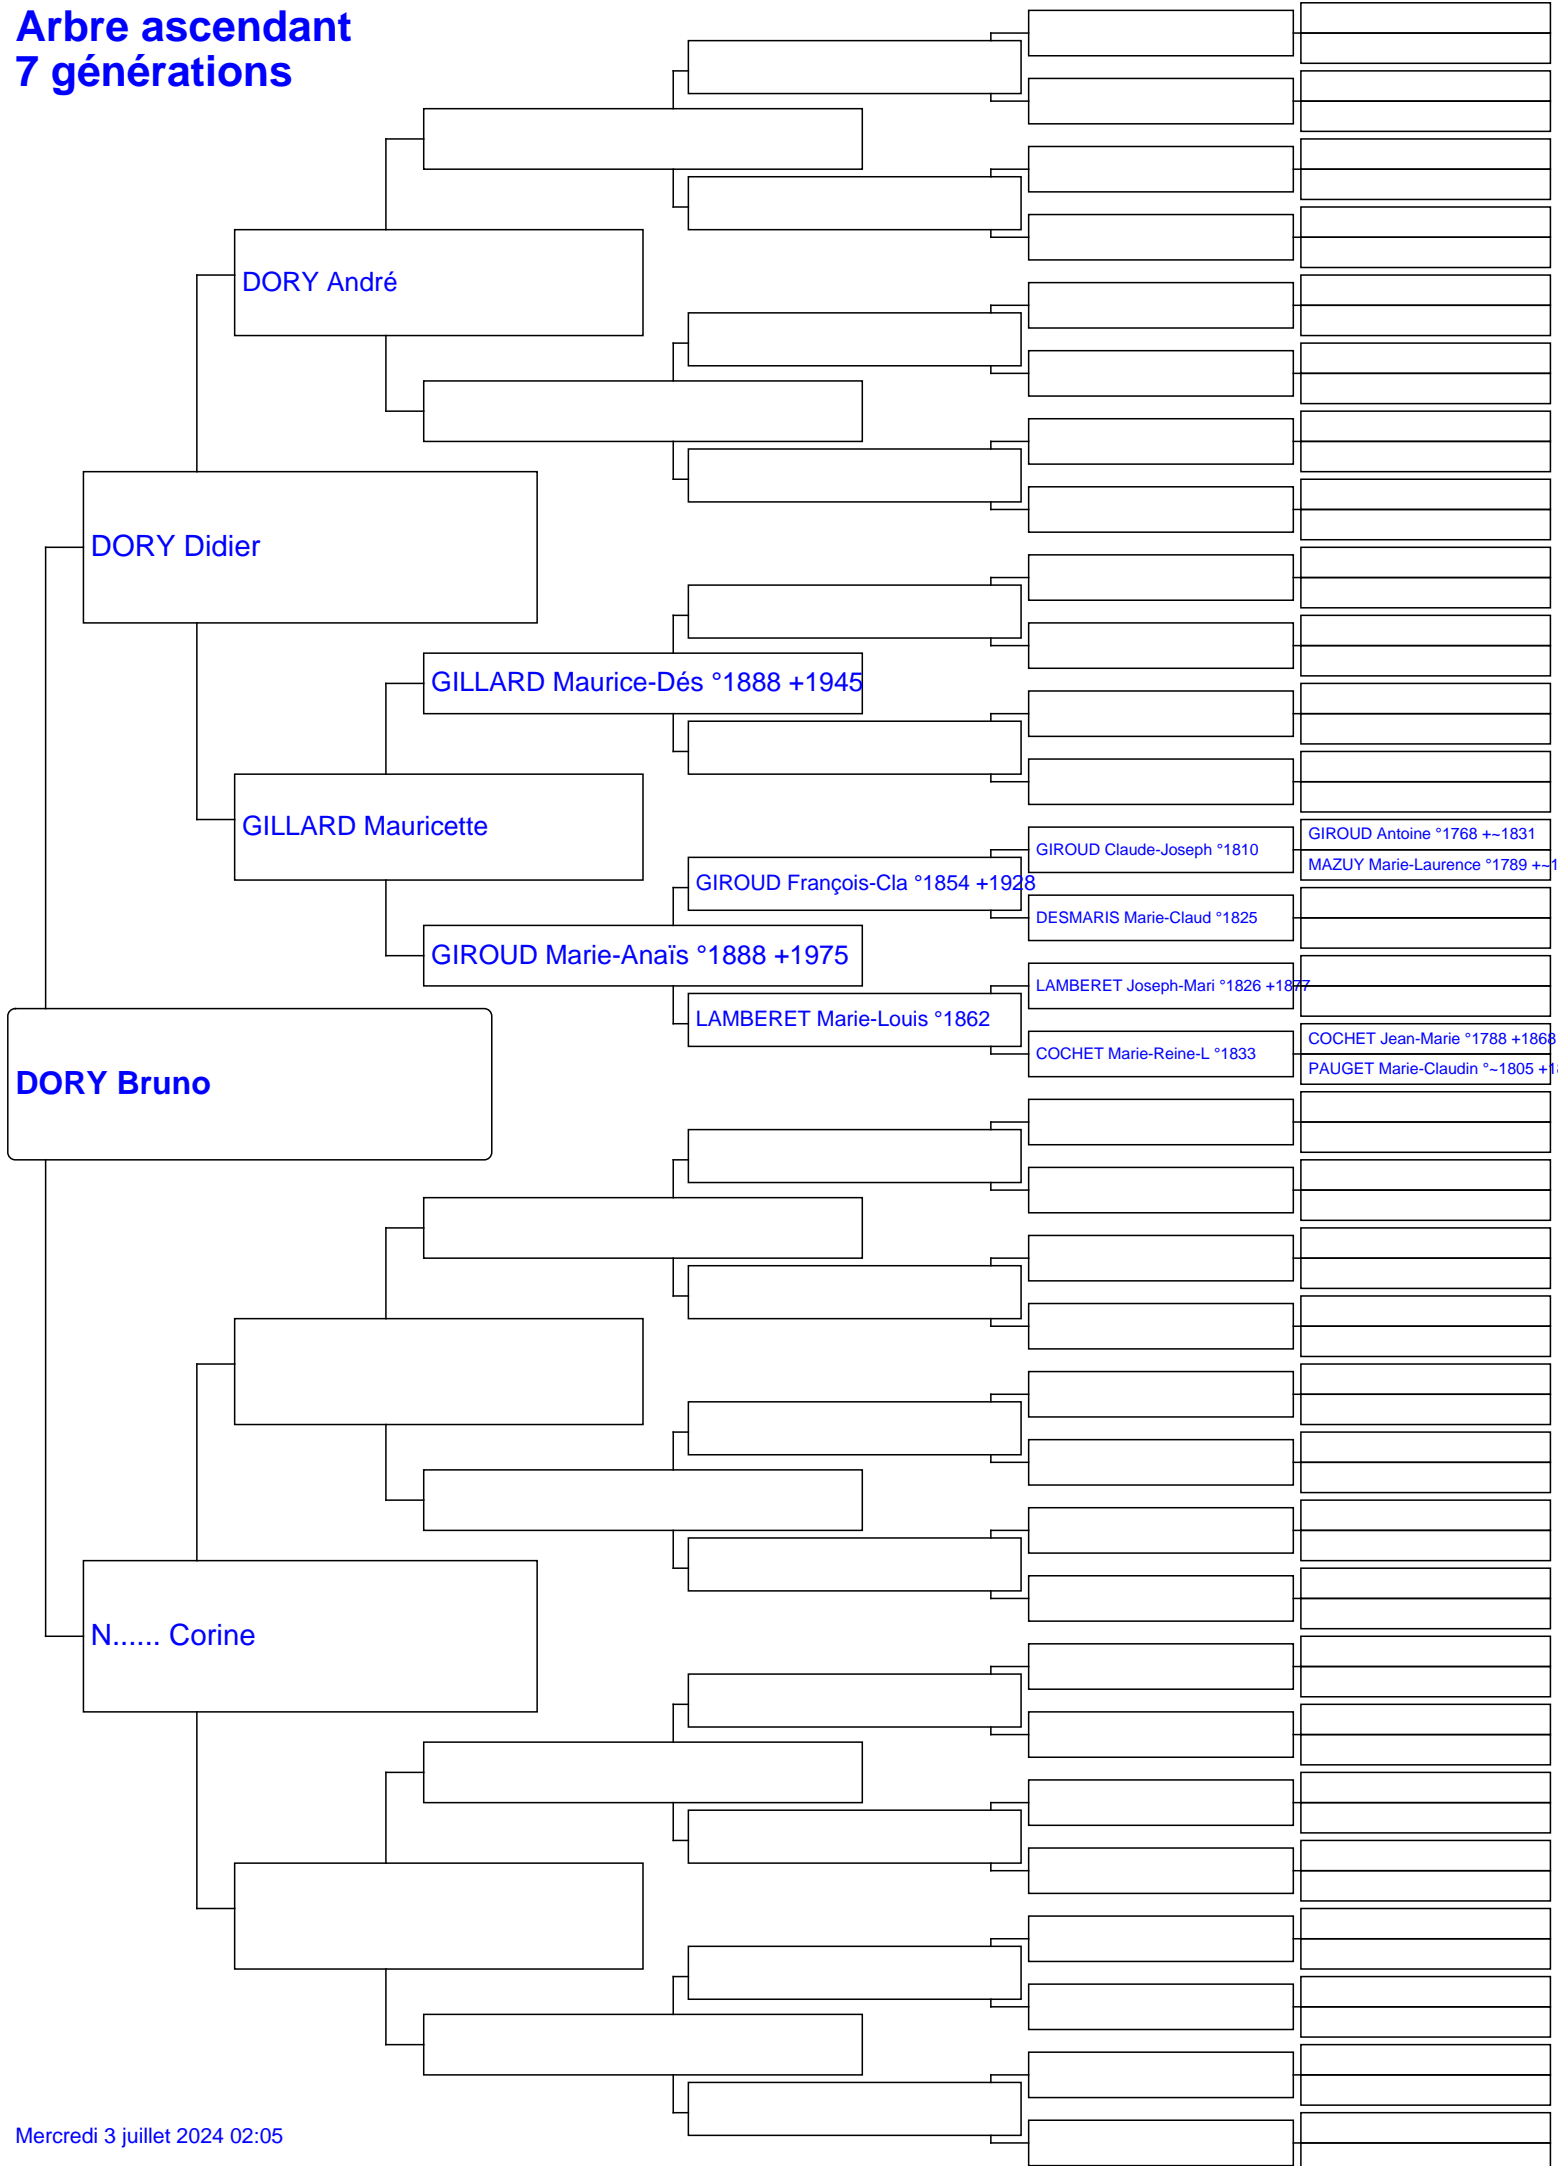 Arbre ascendant
7 générations
DORY André
DORY Didier
GILLARD Maurice-Dés °1888 +1945
GILLARD Mauricette
GIROUD Antoine °1768 +~1831
GIROUD Claude-Joseph °1810
MAZUY Marie-Laurence °1789 +~1
GIROUD François-Cla °1854 +1928
DESMARIS Marie-Claud °1825
GIROUD Marie-Anaïs °1888 +1975
LAMBERET Joseph-Mari °1826 +1877
LAMBERET Marie-Louis °1862
COCHET Jean-Marie °1788 +1868
COCHET Marie-Reine-L °1833
PAUGET Marie-Claudin °~1805 +18
DORY Bruno
N...... Corine
Mercredi 3 juillet 2024 02:05